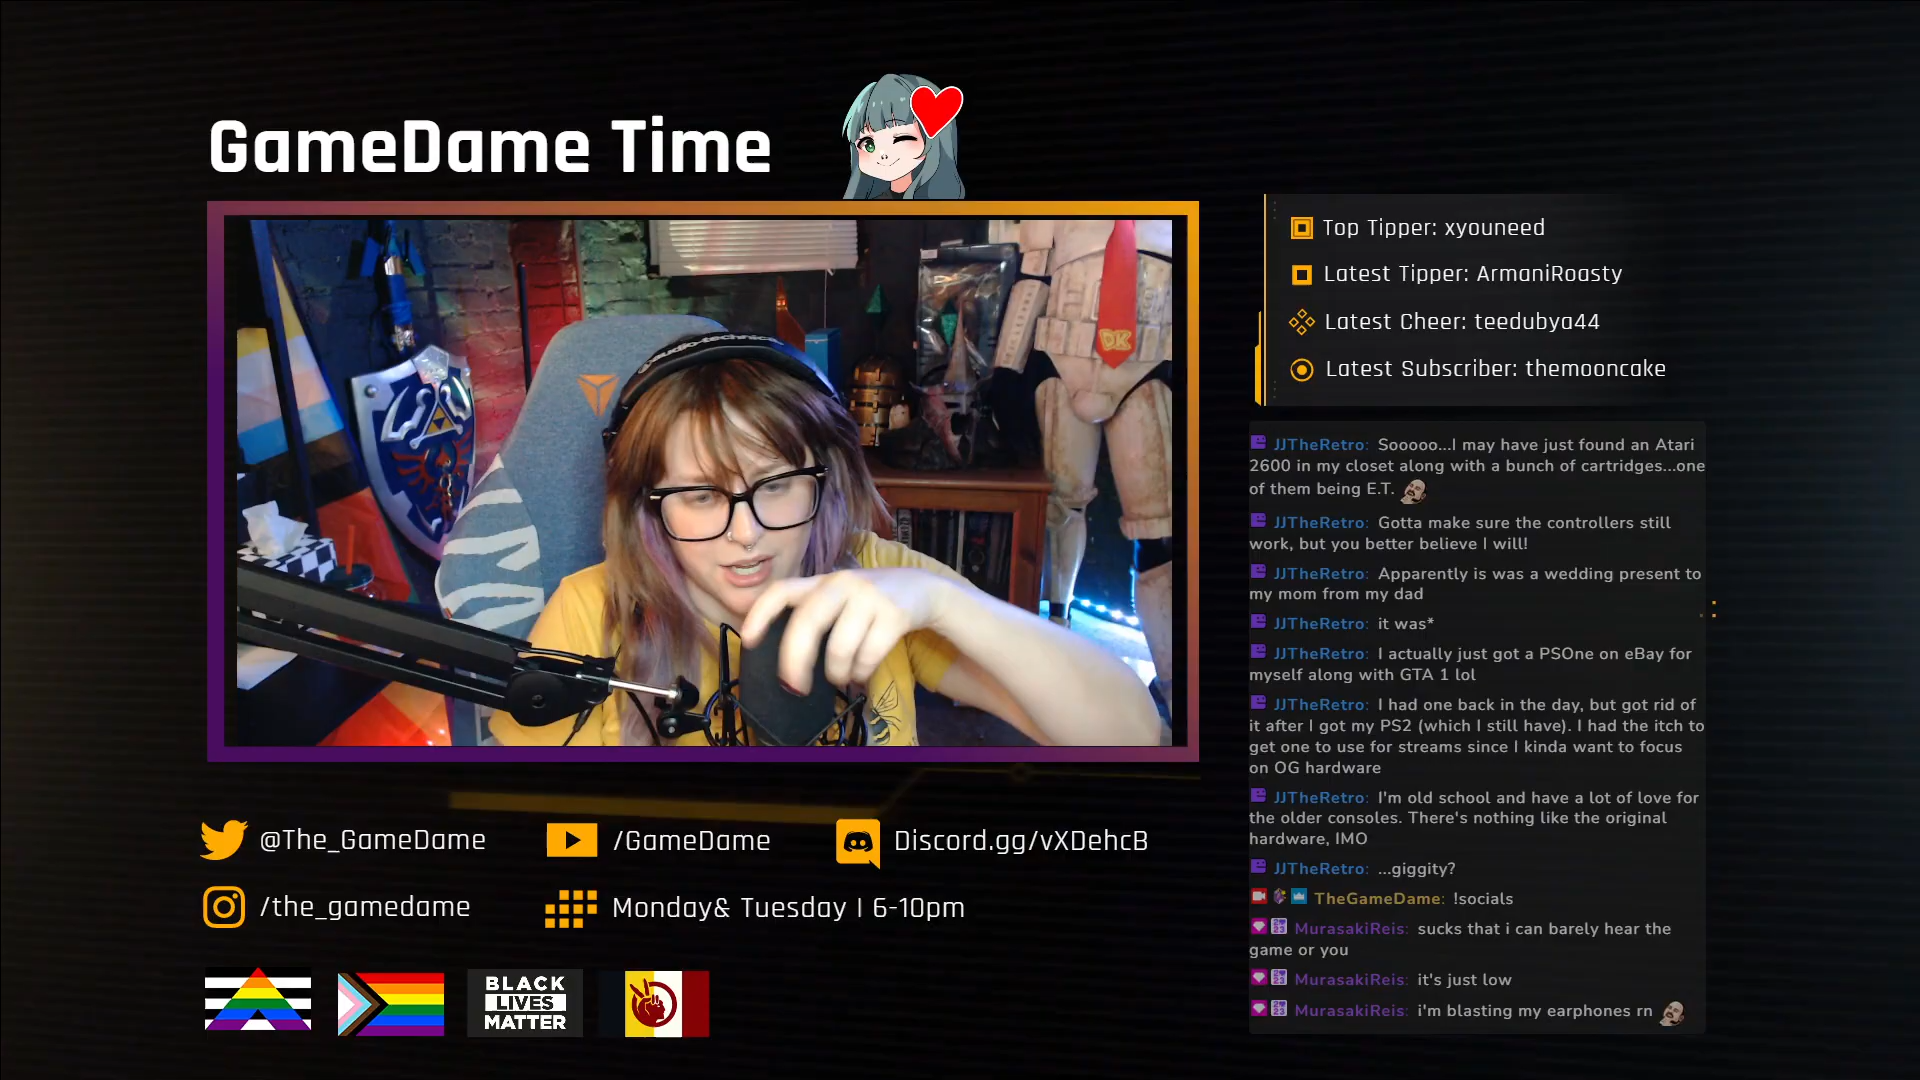 GameDame Time
audio-technica
DK
Top Tipper: xyouneed
Latest Tipper: ArmaniRoasty
Latest Cheer: teedubya44
Latest Subscriber: themooncake
JJTheRetro: Sooooo...I may have just found an Atari
2600 in my closet along with a bunch of cartridges...one
of them being E.T.
JJTheRetro: Gotta make sure the controllers still
work, but you better believe I will!
JJTheRetro: Apparently is was a wedding present to
my mom from my dad
JJTheRetro: it was*
JJTheRetro: I actually just got a PSOne on eBay for
myself along with GTA 1 lol
JJTheRetro: I had one back in the day, but got rid of
it after I got my PS2 (which I still have). I had the itch to
get one to use for streams since I kinda want to focus
on OG hardware
JJTheRetro: I'm old school and have a lot of love for
the older consoles. There's nothing like the original
hardware, IMO
JJTheRetro: ...giggity?
TheGameDame: !socials
MurasakiReis: sucks that i can barely hear the
game or you
MurasakiReis: it's just low
MurasakiReis: i'm blasting my earphones rn
@The_GameDame
/GameDame
Discord.gg/vXDehcB
/the_gamedame
Monday& Tuesday | 6-10pm
BLACK
LIVES
MATTER